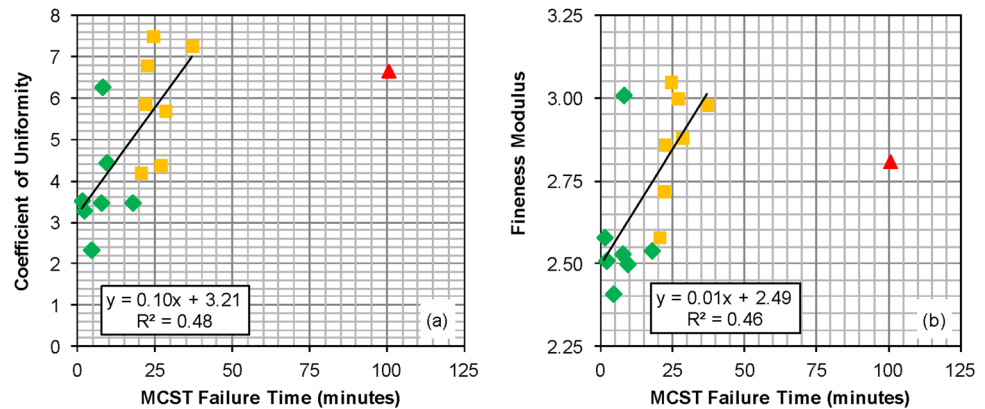 8
7
6
5
4
3
2
1
0
Coefficient of Uniformity
y = 0.10x + 3.21
R² = 0.48
(a)
0 25 50 75 100 125
MCST Failure Time (minutes)
3.25
3.00
2.75
2.50
2.25
Fineness Modulus
y = 0.01x + 2.49
R² = 0.46
(b)
0 25 50 75 100 125
MCST Failure Time (minutes)